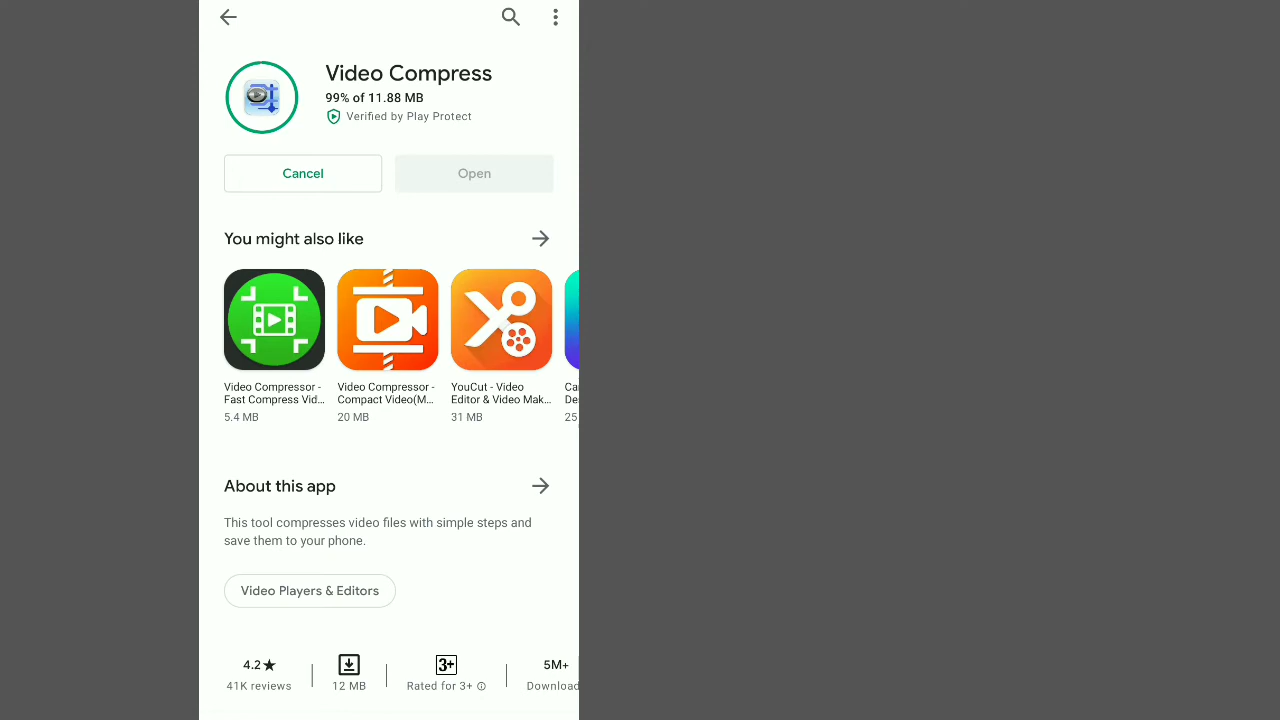 Video Compress
99% of 11.88 MB
Verified by Play Protect
Cancel
Open
You might also like
Video Compressor -
Fast Compress Vid...
5.4 MB
Video Compressor -
Compact Video(M...
20 MB
YouCut - Video
Editor & Video Mak...
31 MB
Ca
De
25
About this app
This tool compresses video files with simple steps and
save them to your phone.
Video Players & Editors
4.2★
41K reviews
12 MB
3+
Rated for 3+
5M+
Download